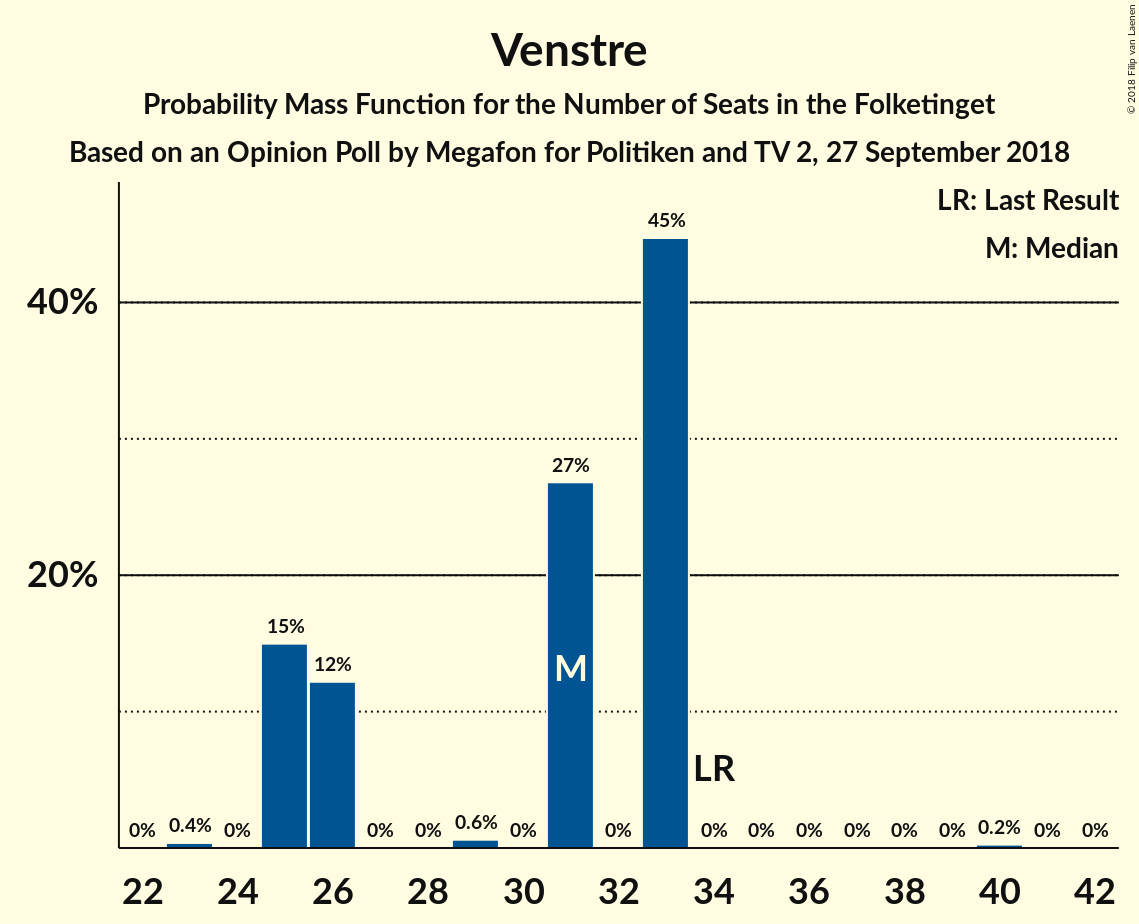 Venstre
Probability Mass Function for the Number of Seats in the Folketinget
Based on an Opinion Poll by Megafon for Politiken and TV 2, 27 September 2018
© 2018 Filip van Laenen
LR: Last Result
M: Median
45%
40%
27%
20%
15%
12%
M
LR
0% 0.4% 0% 0% 0% 0.6% 0% 0% 0% 0% 0% 0% 0% 0% 0.2% 0% 0%
22 24 26 28 30 32 34 36 38 40 42